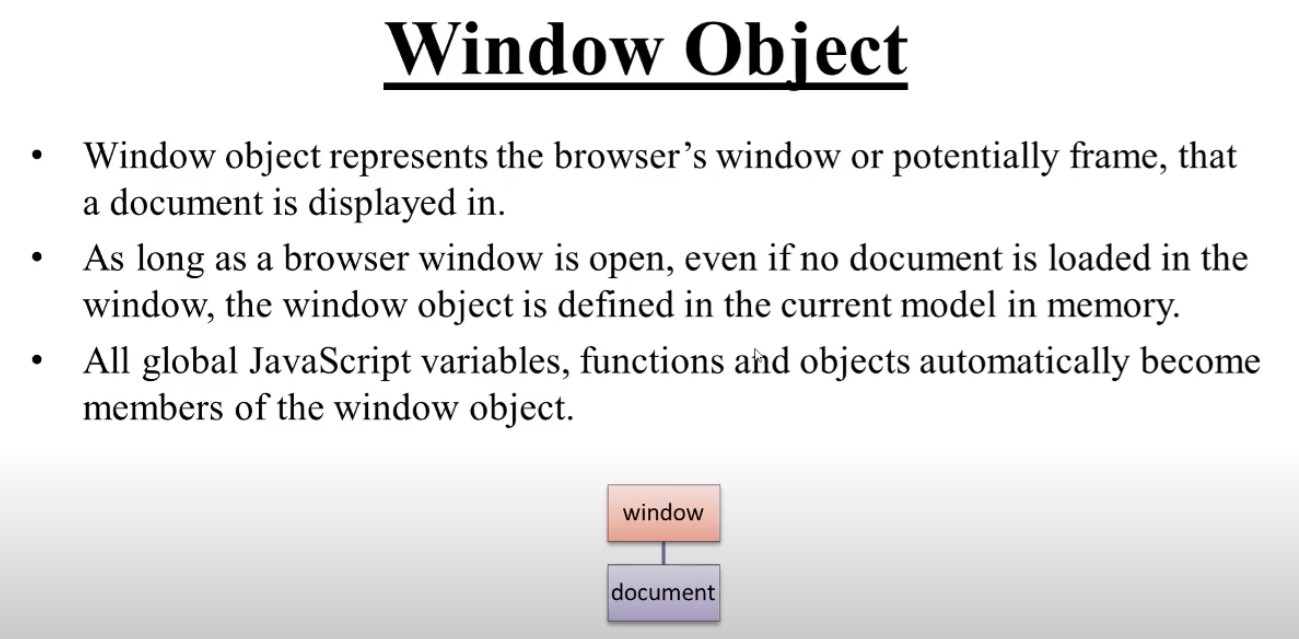 Window Object
• Window object represents the browser’s window or potentially frame, that
a document is displayed in.
• As long as a browser window is open, even if no document is loaded in the
window, the window object is defined in the current model in memory.
• All global JavaScript variables, functions and objects automatically become
members of the window object.
window
document